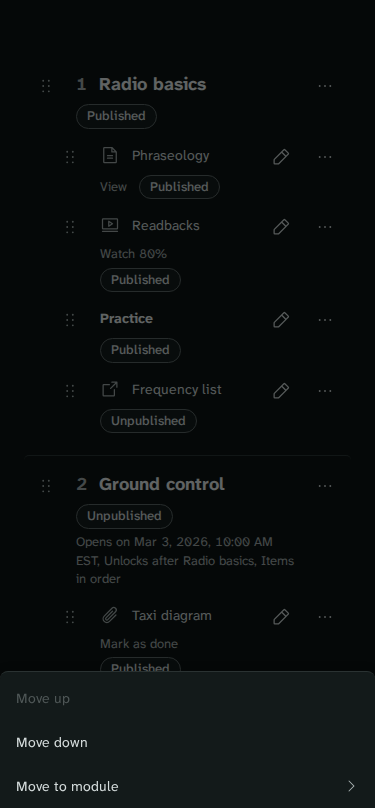 1 Radio basics
Published
Phraseology
View Published
Readbacks
Watch 80%
Published
Practice
Published
Frequency list
Unpublished
2 Ground control
Unpublished
Opens on Mar 3, 2026, 10:00 AM
EST, Unlocks after Radio basics, Items
in order
Taxi diagram
Mark as done
Published
Move up
Move down
Move to module